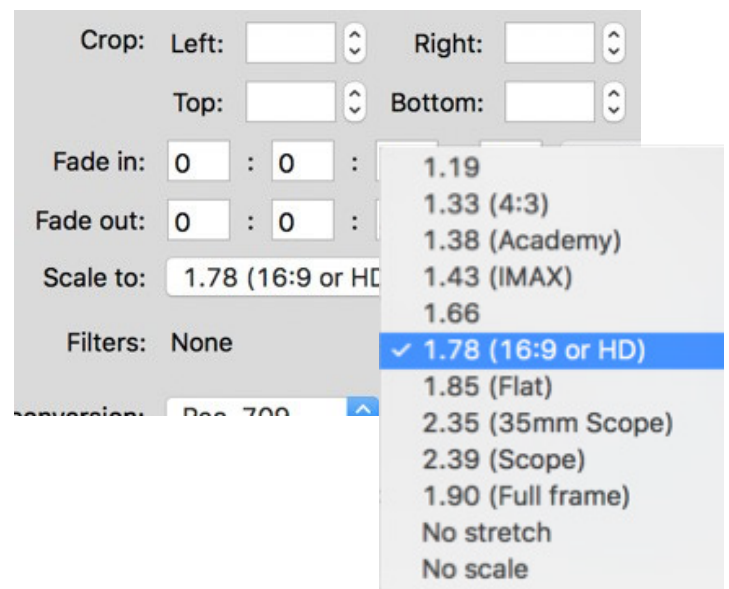 Crop: Left: Right:
Top: Bottom:
Fade in: 0 : 0 :
Fade out: 0 : 0 :
Scale to: 1.78 (16:9 or HD
Filters: None
Rec. 709
1.19
1.33 (4:3)
1.38 (Academy)
1.43 (IMAX)
1.66
✓ 1.78 (16:9 or HD)
1.85 (Flat)
2.35 (35mm Scope)
2.39 (Scope)
1.90 (Full frame)
No stretch
No scale